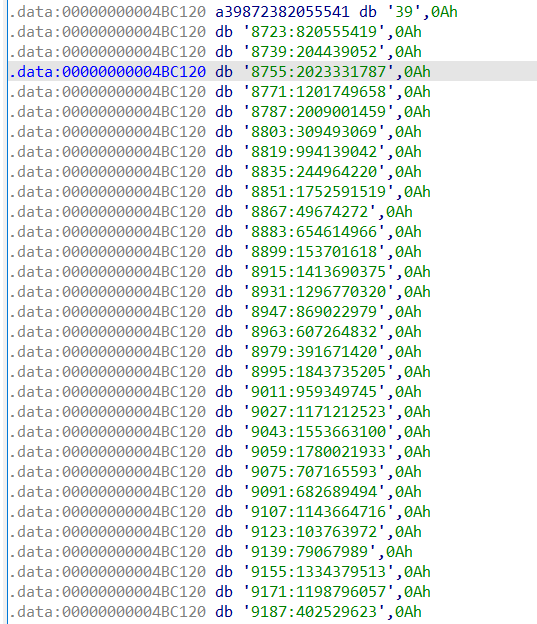 .data:00000000004BC120 a39872382055541 db '39',0Ah
.data:00000000004BC120 db '8723:820555419',0Ah
.data:00000000004BC120 db '8739:204439052',0Ah
.data:00000000004BC120 db '8755:2023331787',0Ah
.data:00000000004BC120 db '8771:1201749658',0Ah
.data:00000000004BC120 db '8787:2009001459',0Ah
.data:00000000004BC120 db '8803:309493069',0Ah
.data:00000000004BC120 db '8819:994139042',0Ah
.data:00000000004BC120 db '8835:244964220',0Ah
.data:00000000004BC120 db '8851:1752591519',0Ah
.data:00000000004BC120 db '8867:49674272',0Ah
.data:00000000004BC120 db '8883:654614966',0Ah
.data:00000000004BC120 db '8899:153701618',0Ah
.data:00000000004BC120 db '8915:1413690375',0Ah
.data:00000000004BC120 db '8931:1296770320',0Ah
.data:00000000004BC120 db '8947:869022979',0Ah
.data:00000000004BC120 db '8963:607264832',0Ah
.data:00000000004BC120 db '8979:391671420',0Ah
.data:00000000004BC120 db '8995:1843735205',0Ah
.data:00000000004BC120 db '9011:959349745',0Ah
.data:00000000004BC120 db '9027:1171212523',0Ah
.data:00000000004BC120 db '9043:1553663100',0Ah
.data:00000000004BC120 db '9059:1780021933',0Ah
.data:00000000004BC120 db '9075:707165593',0Ah
.data:00000000004BC120 db '9091:682689494',0Ah
.data:00000000004BC120 db '9107:1143664716',0Ah
.data:00000000004BC120 db '9123:103763972',0Ah
.data:00000000004BC120 db '9139:79067989',0Ah
.data:00000000004BC120 db '9155:1334379513',0Ah
.data:00000000004BC120 db '9171:1198796057',0Ah
.data:00000000004BC120 db '9187:402529623',0Ah